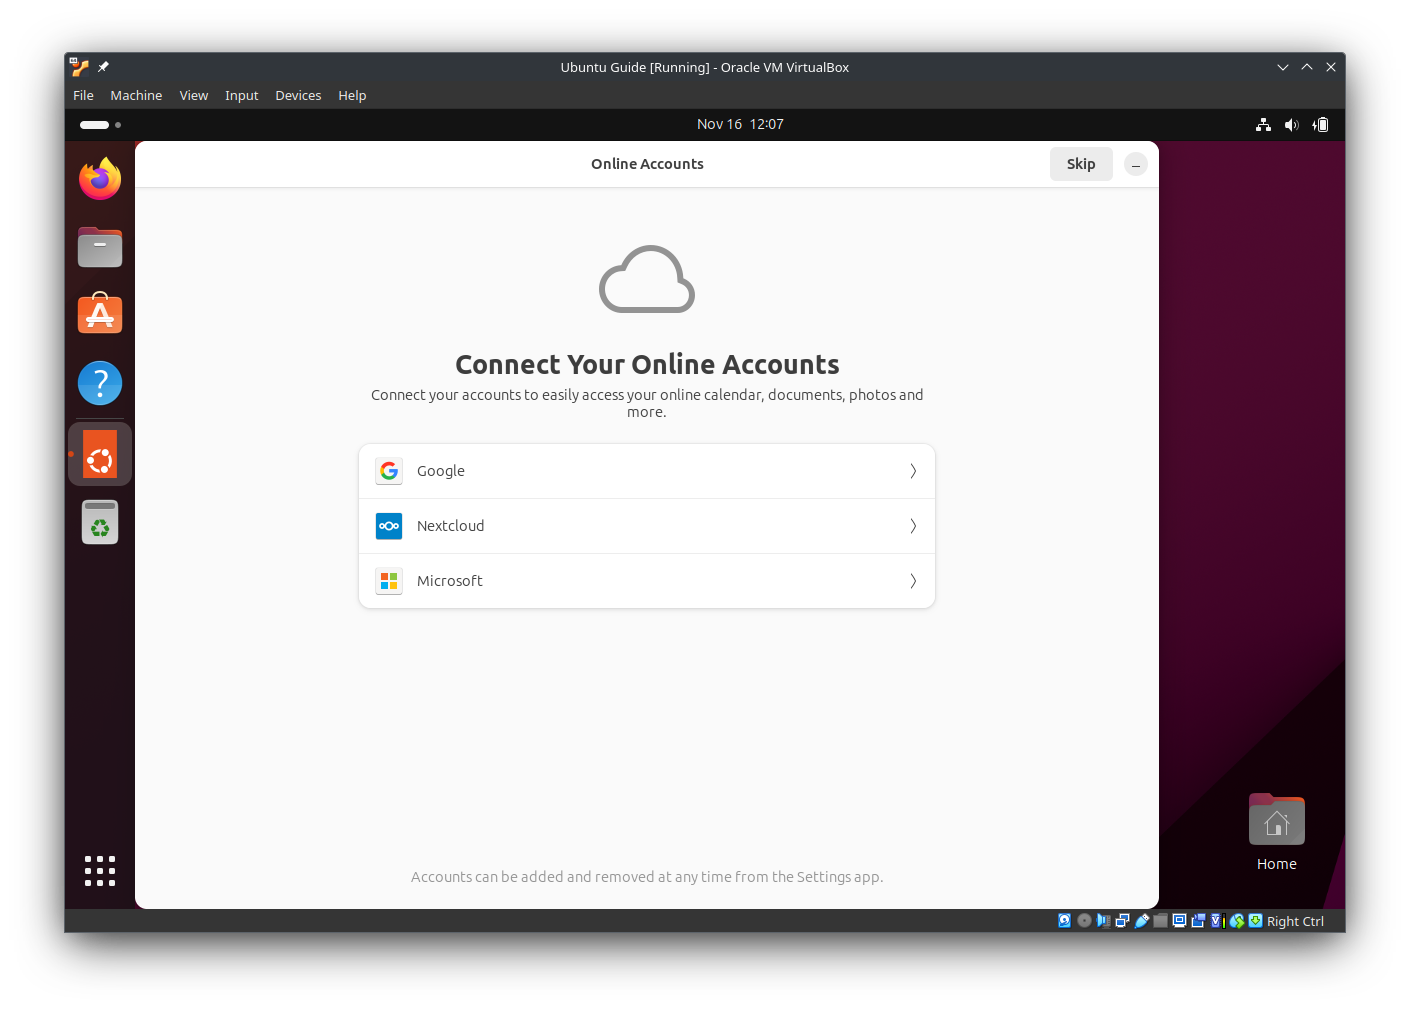 Ubuntu Guide [Running] - Oracle VM VirtualBox
File Machine View Input Devices Help
Nov 16 12:07
Online Accounts
Skip
Connect Your Online Accounts
Connect your accounts to easily access your online calendar, documents, photos and
more.
Google
Nextcloud
Microsoft
Home
Accounts can be added and removed at any time from the Settings app.
Right Ctrl